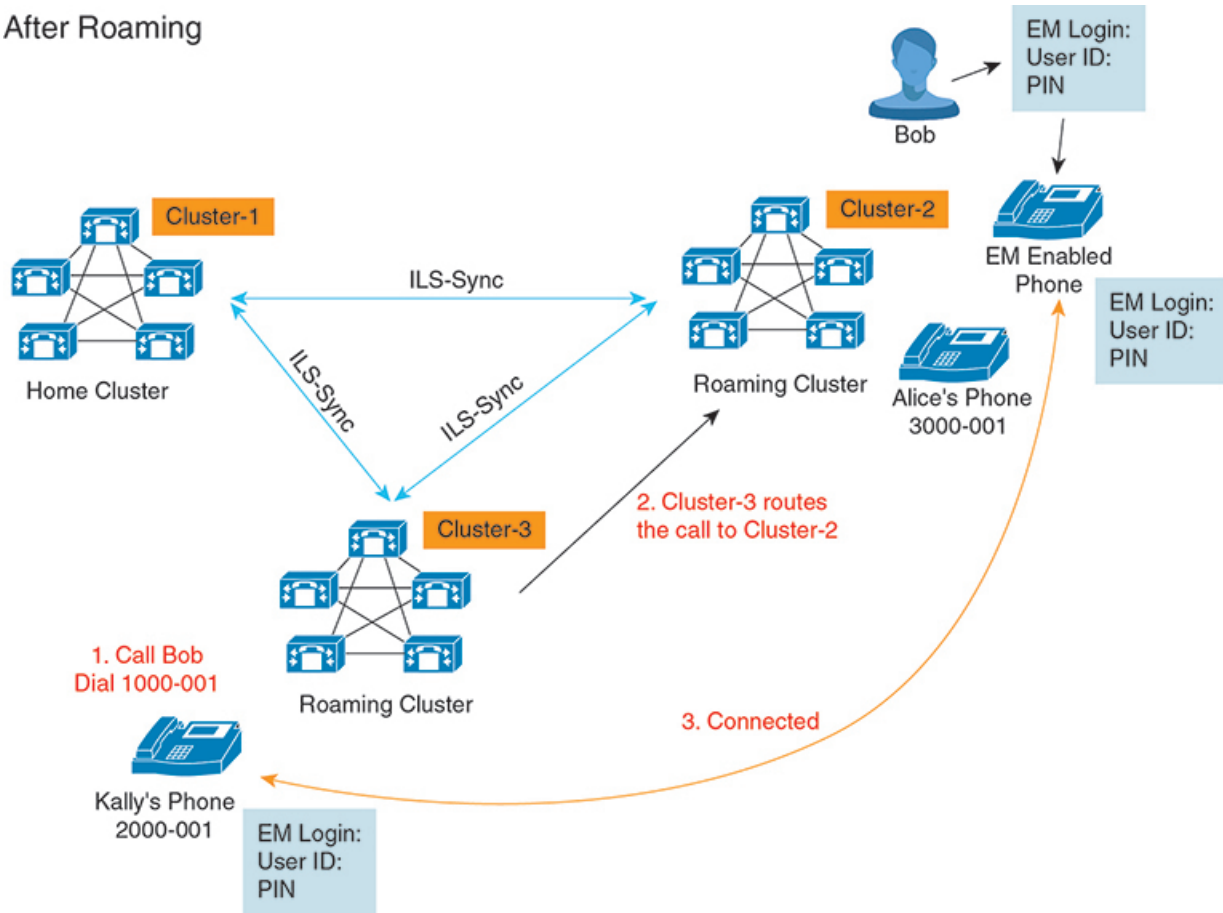 After Roaming
EM Login:
User ID:
PIN
Bob
Cluster-1
Cluster-2
EM Enabled
Phone
ILS-Sync
EM Login:
User ID:
PIN
Home Cluster
Roaming Cluster
Alice's Phone
3000-001
ILS-Sync
ILS-Sync
Cluster-3
2. Cluster-3 routes
the call to Cluster-2
1. Call Bob
Dial 1000-001
Roaming Cluster
3. Connected
Kally's Phone
2000-001
EM Login:
User ID:
PIN